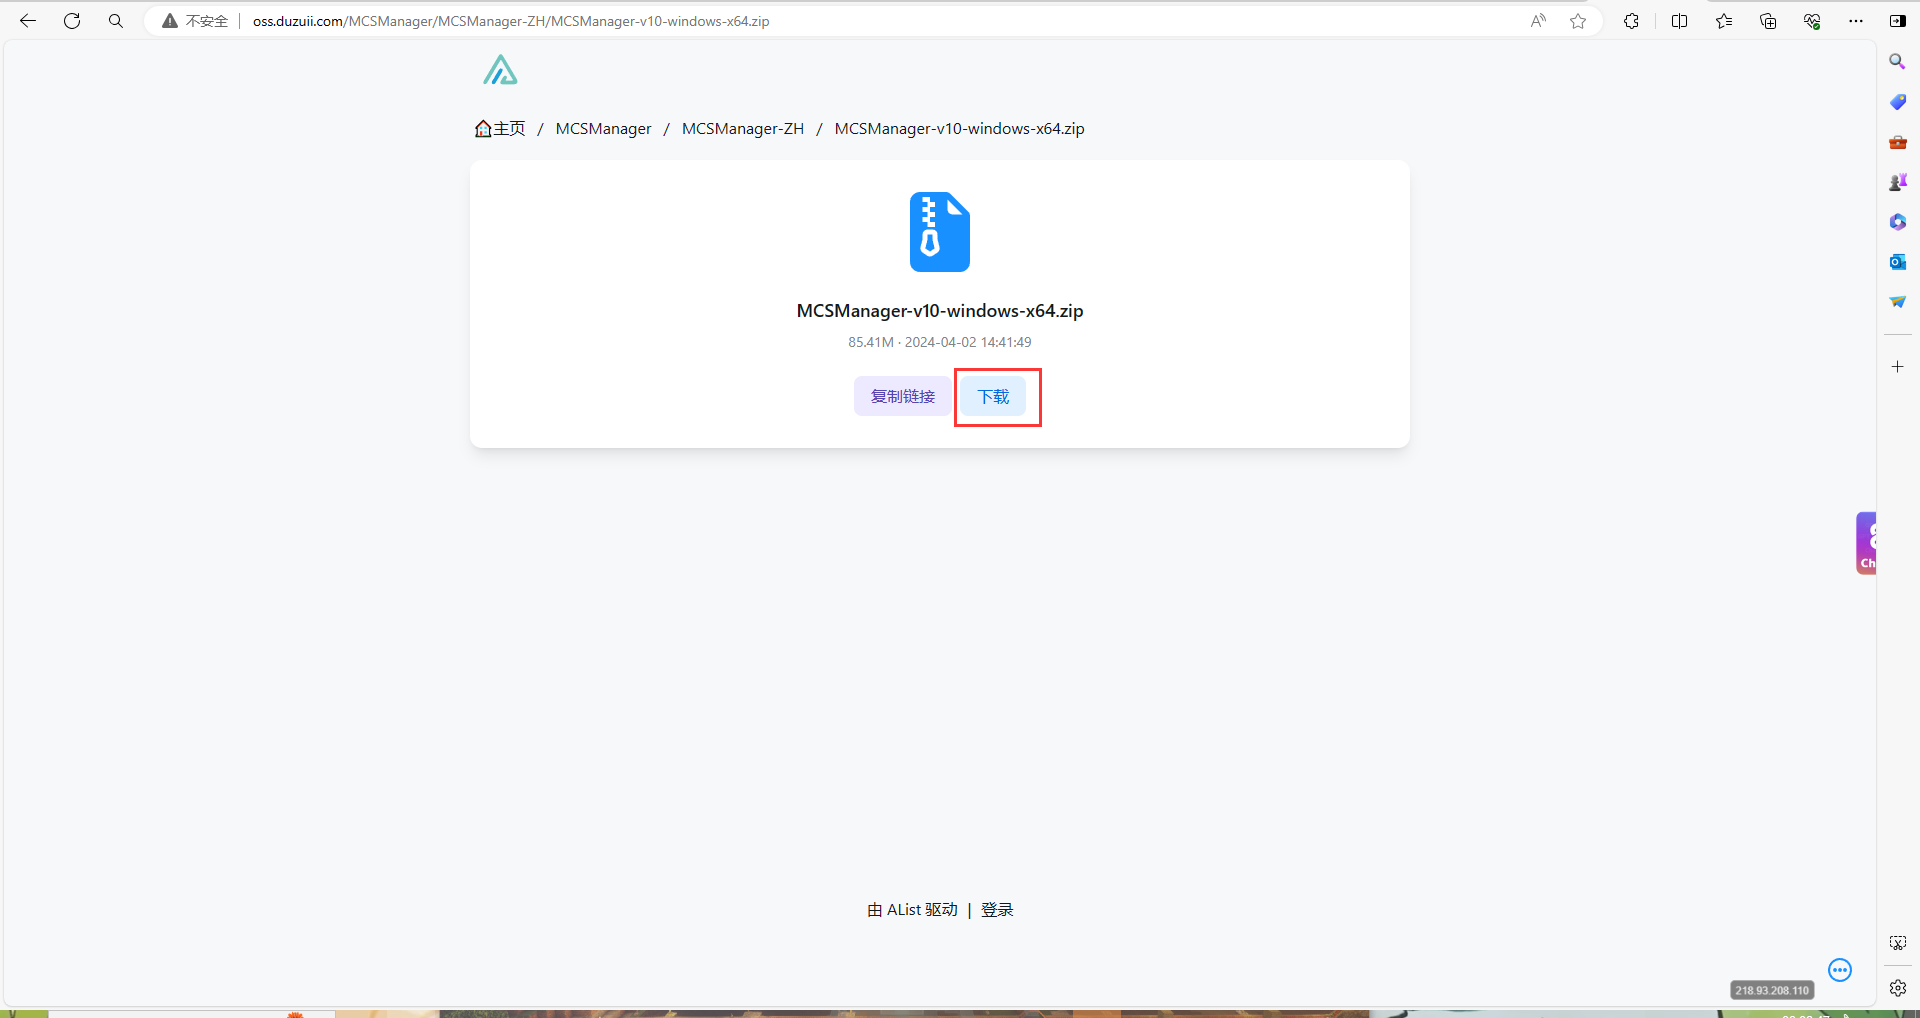 不安全 oss.duzuii.com/MCSManager/MCSManager-ZH/MCSManager-v10-windows-x64.zip
主页 / MCSManager / MCSManager-ZH / MCSManager-v10-windows-x64.zip
MCSManager-v10-windows-x64.zip
85.41M · 2024-04-02 14:41:49
复制链接 下载
Ch
由 AList 驱动 | 登录
218.93.208.110